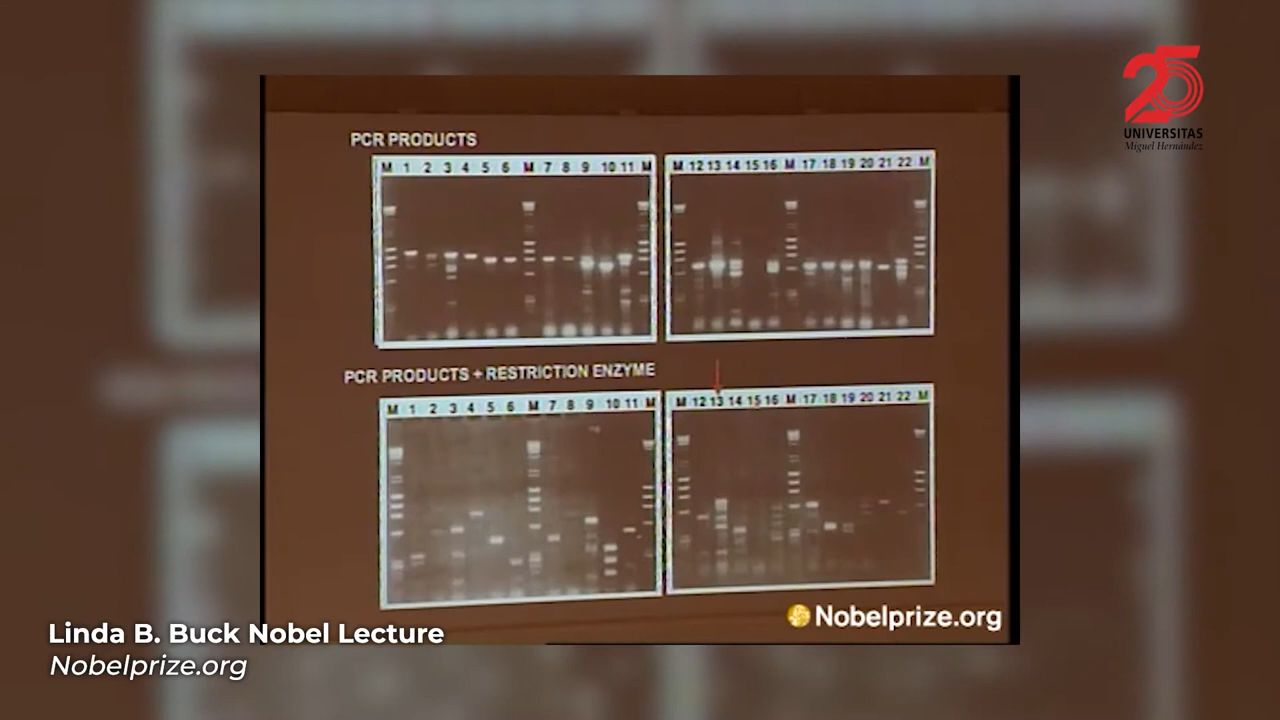 25
UNIVERSITAS
Miguel Hernández
PCR PRODUCTS
M 1 2 3 4 5 6 M 7 8 9 10 11 M
M 12 13 14 15 16 M 17 18 19 20 21 22 M
PCR PRODUCTS + RESTRICTION ENZYME
M 1 2 3 4 5 6 M 7 8 9 10 11 M
M 12 13 14 15 16 M 17 18 19 20 21 22 M
Nobelprize.org
Linda B. Buck Nobel Lecture
Nobelprize.org